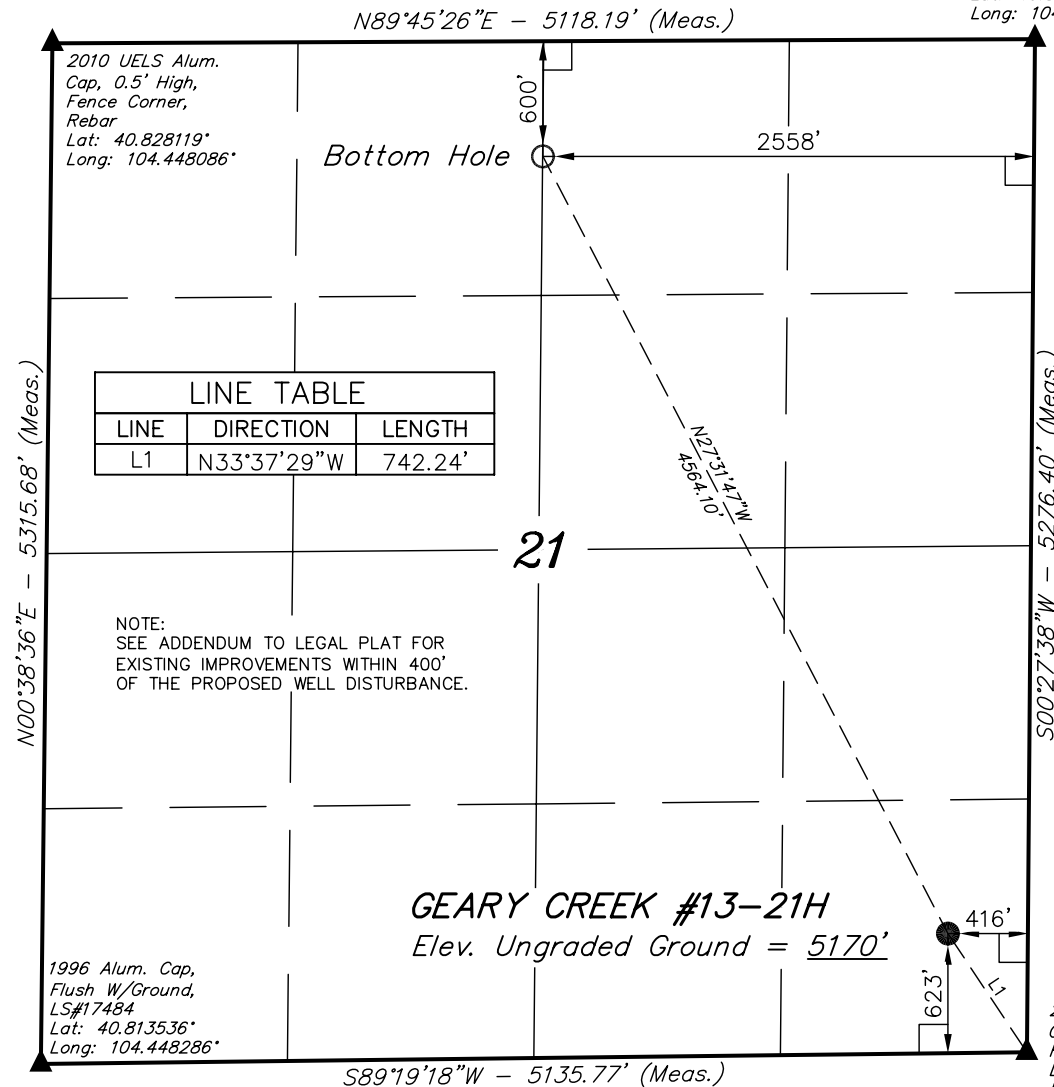 N89°45'26"E - 5118.19' (Meas.)
Long: 104
2010 UELS Alum.
Cap, 0.5' High,
Fence Corner,
Rebar
Lat: 40.828119°
Long: 104.448086°
600'
Bottom Hole
2558'
N00°38'36"E - 5315.68' (Meas.)
LINE TABLE
LINE DIRECTION LENGTH
L1 N33°37'29"W 742.24'
N27°31'47"W
4564.10'
S00°27'38"W - 5276.40' (Meas.)
21
NOTE:
SEE ADDENDUM TO LEGAL PLAT FOR
EXISTING IMPROVEMENTS WITHIN 400'
OF THE PROPOSED WELL DISTURBANCE.
GEARY CREEK #13-21H
Elev. Ungraded Ground = 5170'
416'
623'
L1
1996 Alum. Cap,
Flush W/Ground,
LS#17484
Lat: 40.813536°
Long: 104.448286°
S89°19'18"W - 5135.77' (Meas.)